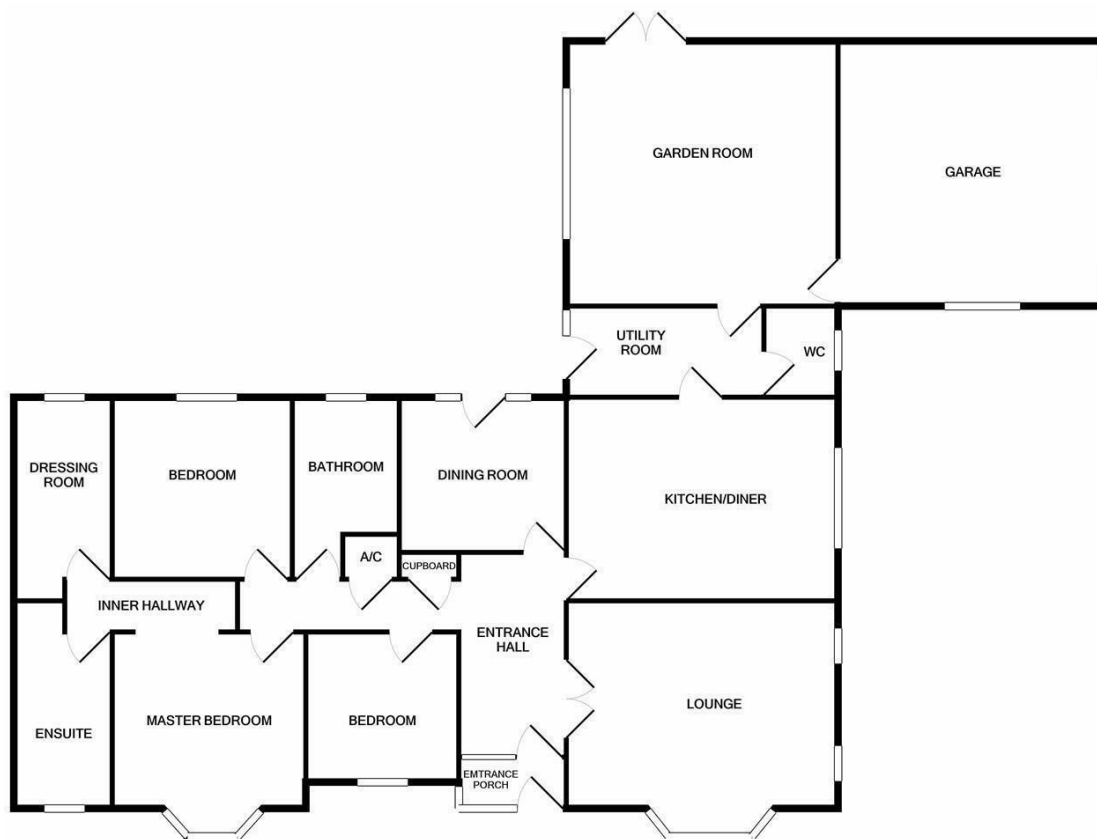 GARDEN ROOM
GARAGE
UTILITY
ROOM
WC
DRESSING
ROOM
BEDROOM
BATHROOM
DINING ROOM
KITCHEN/DINER
A/C
CUPBOARD
INNER HALLWAY
ENTRANCE
HALL
ENSUITE
MASTER BEDROOM
BEDROOM
LOUNGE
EMTRANCE
PORCH